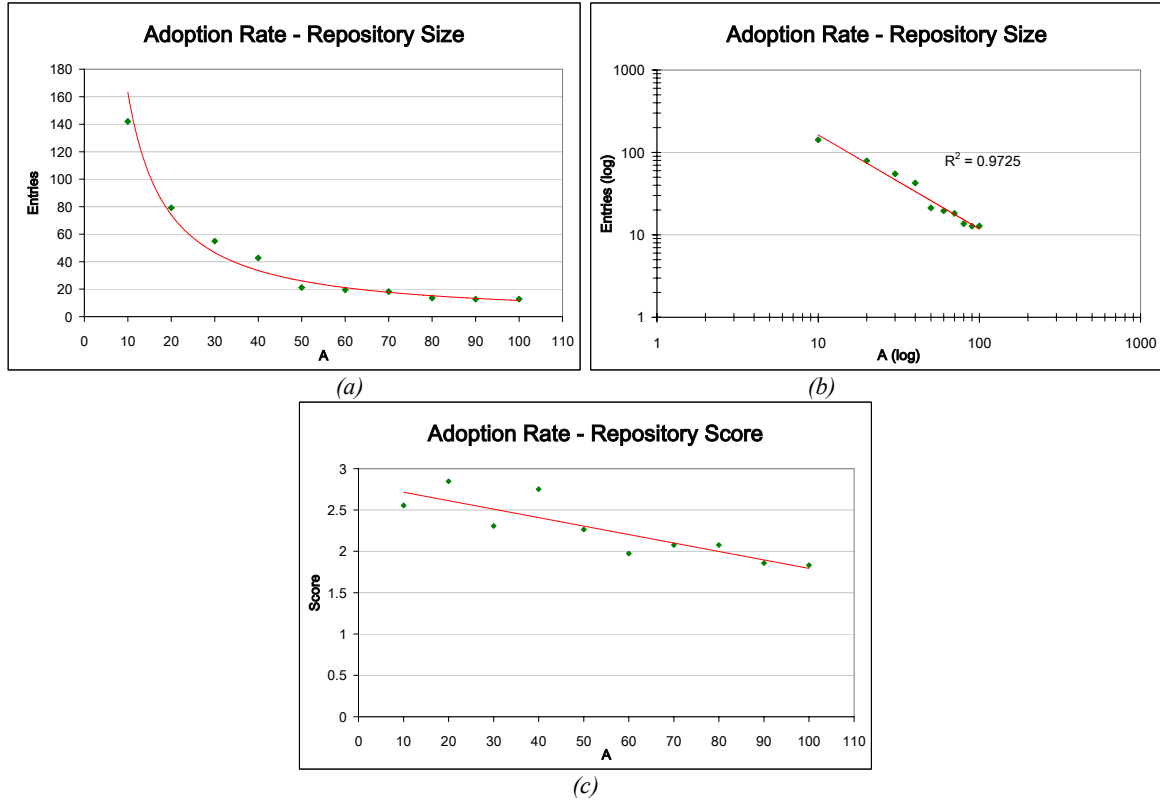 Adoption Rate - Repository Size
180
160
140
120
100
80
60
40
20
0
Entries
0 10 20 30 40 50 60 70 80 90 100 110
A
(a)
Adoption Rate - Repository Size
1000
100
10
1
Entries (log)
R² = 0.9725
1 10 100 1000
A (log)
(b)
Adoption Rate - Repository Score
3
2.5
2
1.5
1
0.5
0
Score
0 10 20 30 40 50 60 70 80 90 100 110
A
(c)